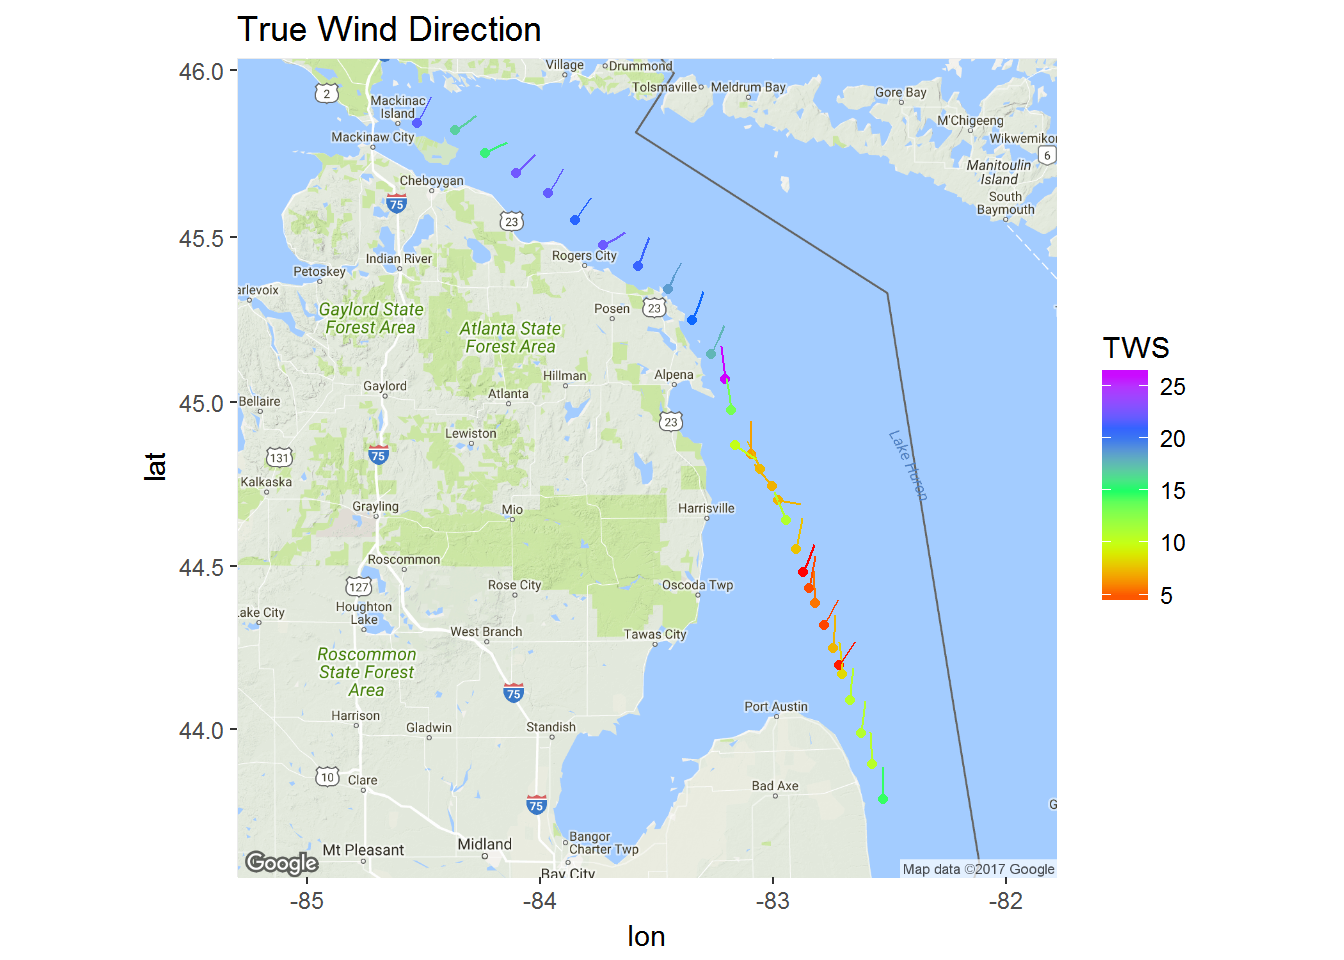 True Wind Direction
46.0
45.5
45.0
44.5
44.0
lat
-85
-84
-83
-82
lon
TWS
25
20
15
10
5
Village
Drummond
Tolsmaville
Meldrum Bay
Gore Bay
M'Chigeeng
Wikwemikon
6
Manitoulin
Island
South
Baymouth
2
Mackinac
Island
Mackinaw City
Cheboygan
75
23
Indian River
Petoskey
arlevoix
Rogers City
Posen
23
Gaylord State
Forest Area
Atlanta State
Forest Area
Hillman
Alpena
Gaylord
Atlanta
Bellaire
23
Lewiston
131
75
Kalkaska
Lake Huron
Grayling
Mio
Harrisville
Roscommon
127
Rose City
Oscoda Twp
Lake City
Houghton
Lake
West Branch
Tawas City
Roscommon
State Forest
Area
75
Harrison
Gladwin
Standish
Port Austin
10
Clare
75
Bad Axe
G
Mt Pleasant
Midland
Bangor
Charter Twp
Bay City
Google
Map data ©2017 Google